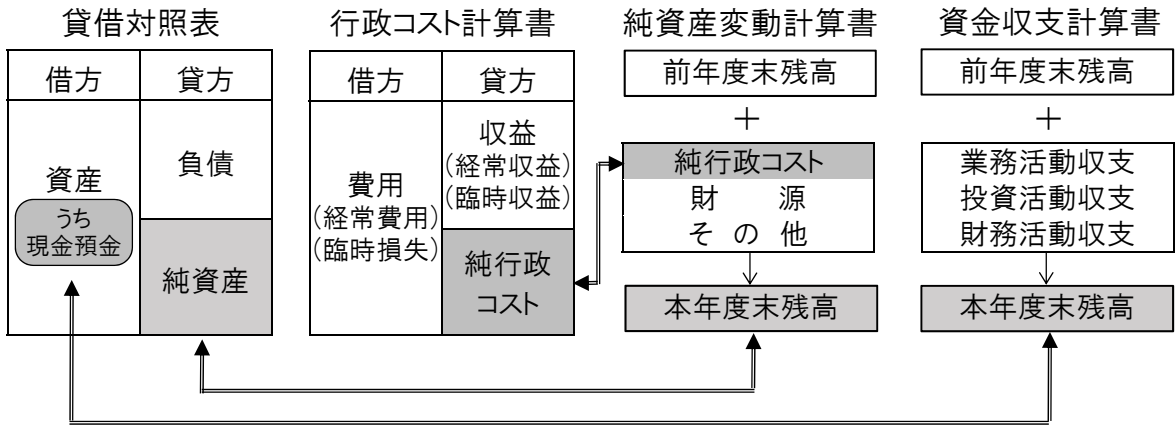 貸借対照表
借方
貸方
資産
うち
現金預金
負債
純資産
行政コスト計算書
借方
貸方
費用
(経常費用)
(臨時損失)
収益
(経常収益)
(臨時収益)
純行政
コスト
純資産変動計算書
前年度末残高
＋
純行政コスト
財　　源
そ の 他
本年度末残高
資金収支計算書
前年度末残高
＋
業務活動収支
投資活動収支
財務活動収支
本年度末残高